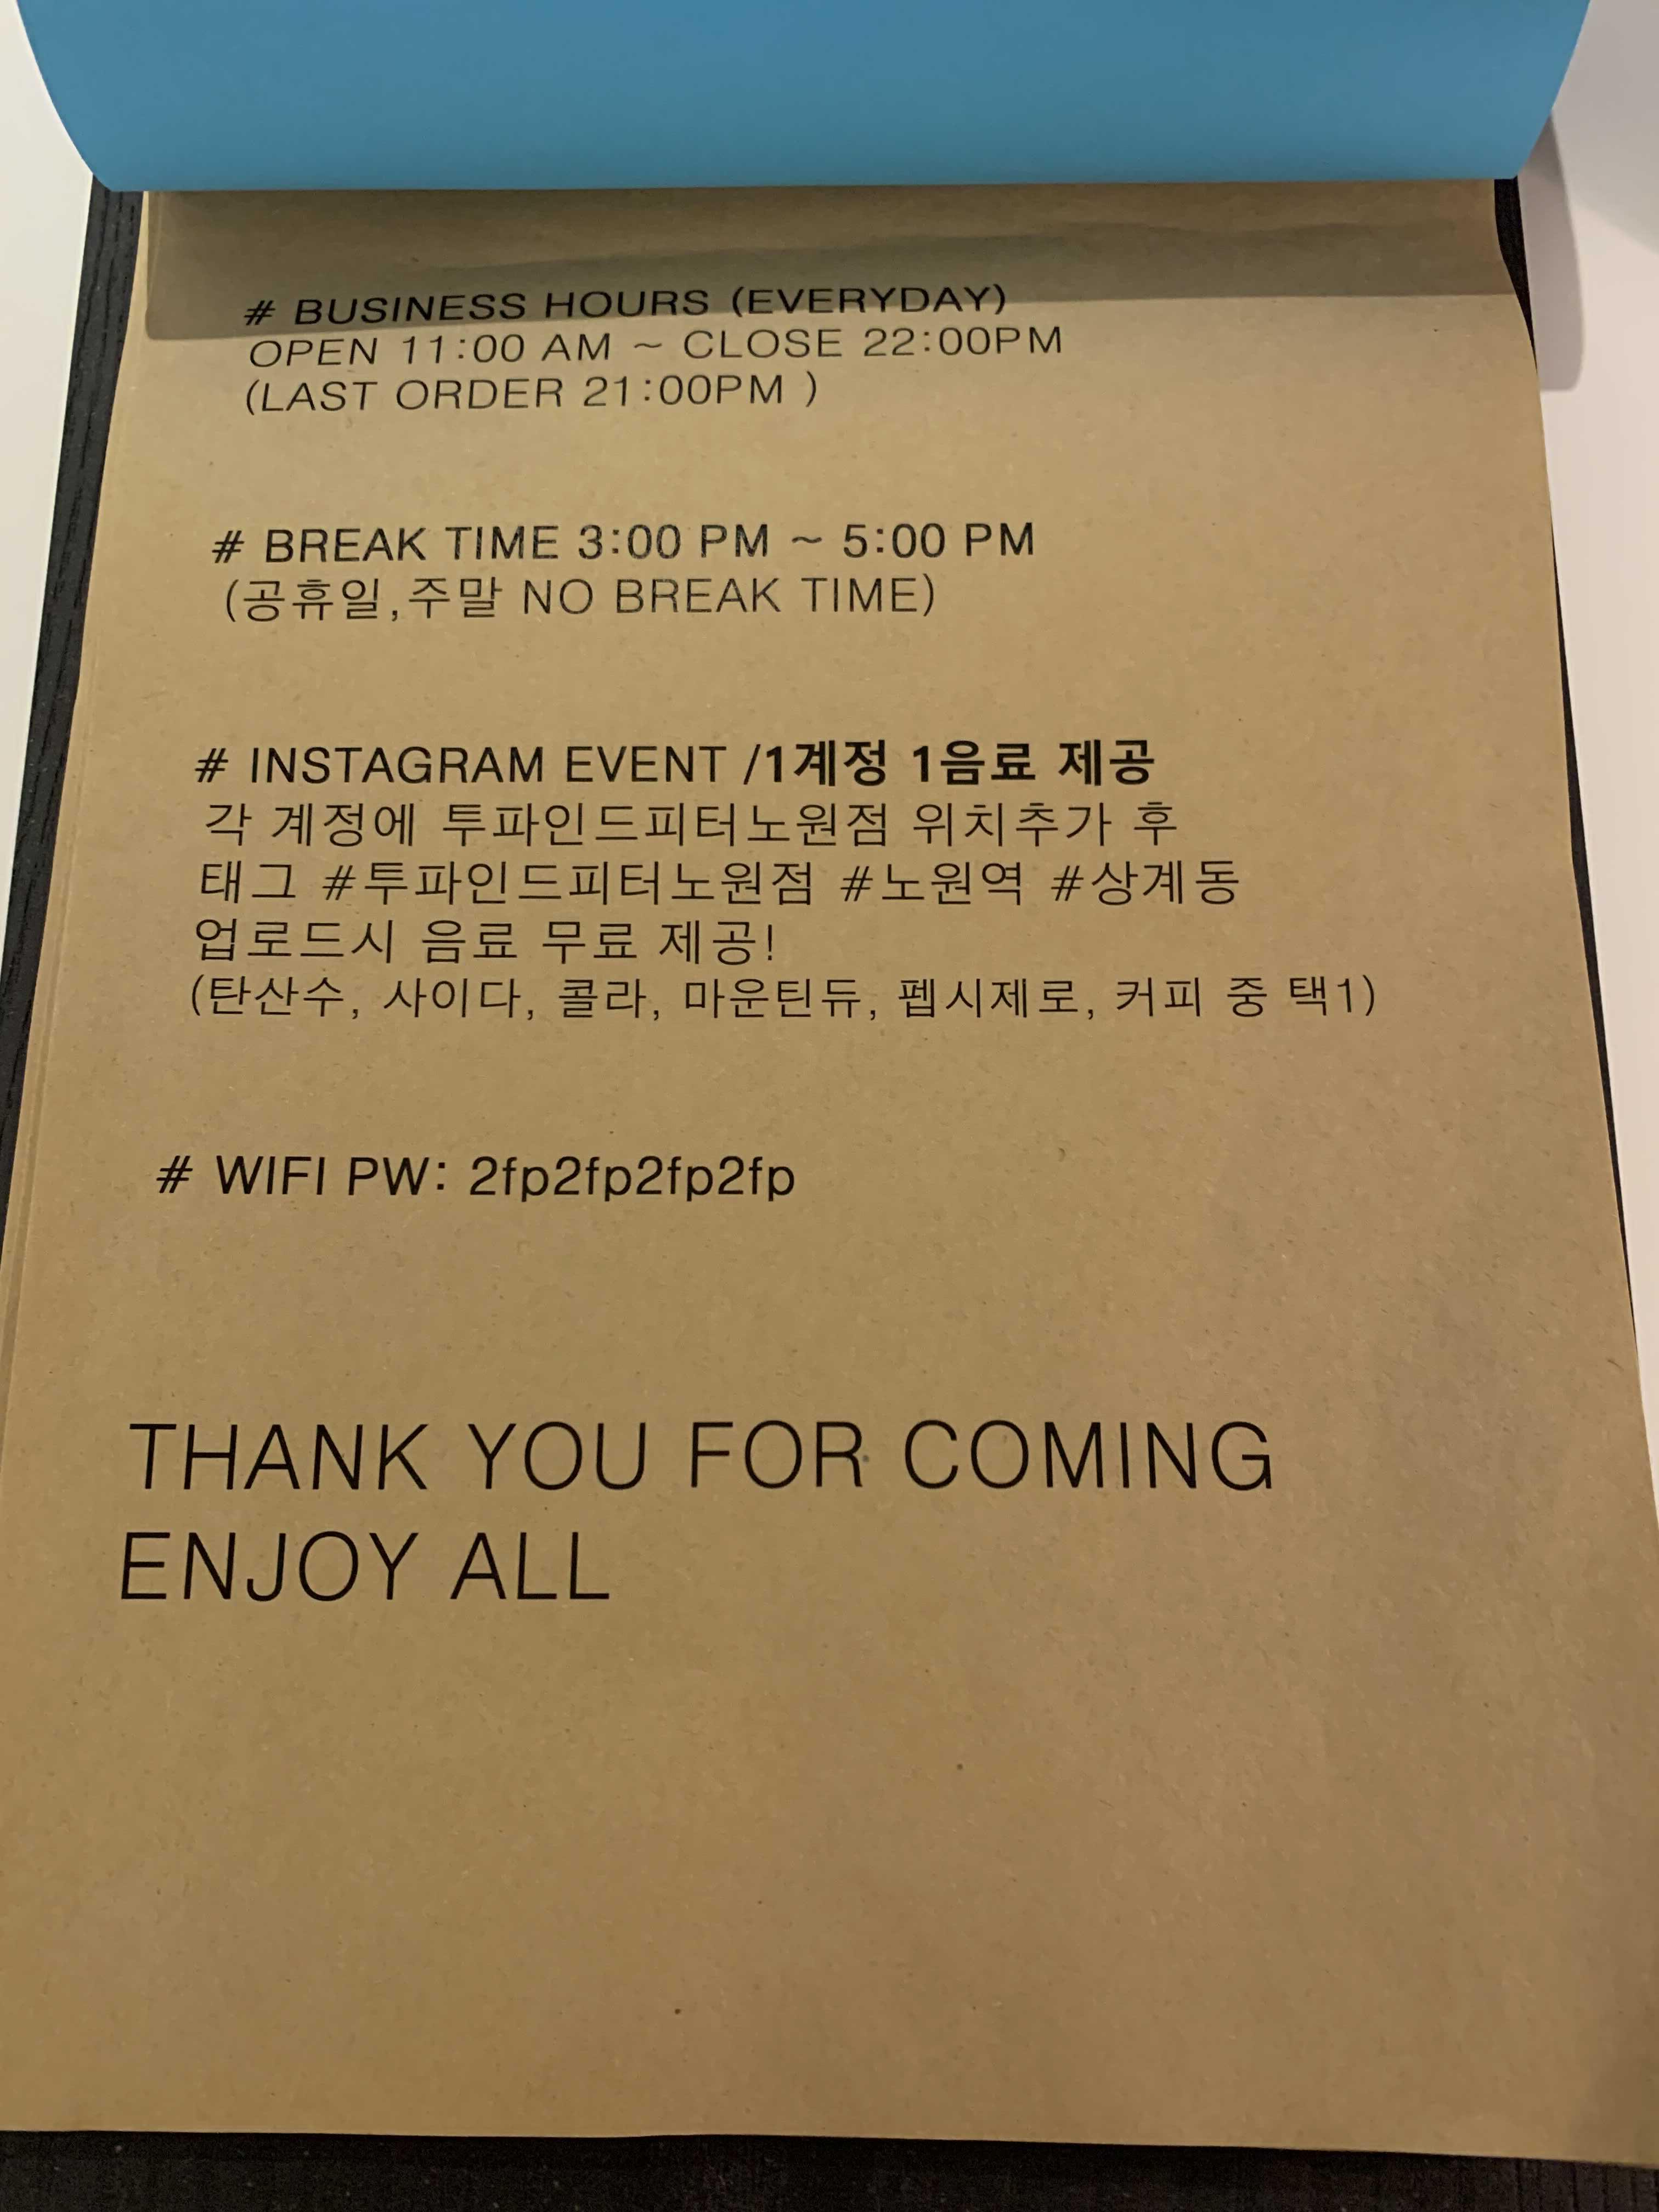 # BUSINESS HOURS (EVERYDAY)
OPEN 11:00 AM ~ CLOSE 22:00PM
(LAST ORDER 21:00PM )
# BREAK TIME 3:00 PM ~ 5:00 PM
(공휴일,주말 NO BREAK TIME)
# INSTAGRAM EVENT /1계정 1음료 제공
각 계정에 투파인드피터노원점 위치추가 후
태그 #투파인드피터노원점 #노원역 #상계동
업로드시 음료 무료 제공!
(탄산수, 사이다, 콜라, 마운틴듀, 펩시제로, 커피 중 택1)
# WIFI PW: 2fp2fp2fp2fp
THANK YOU FOR COMING
ENJOY ALL